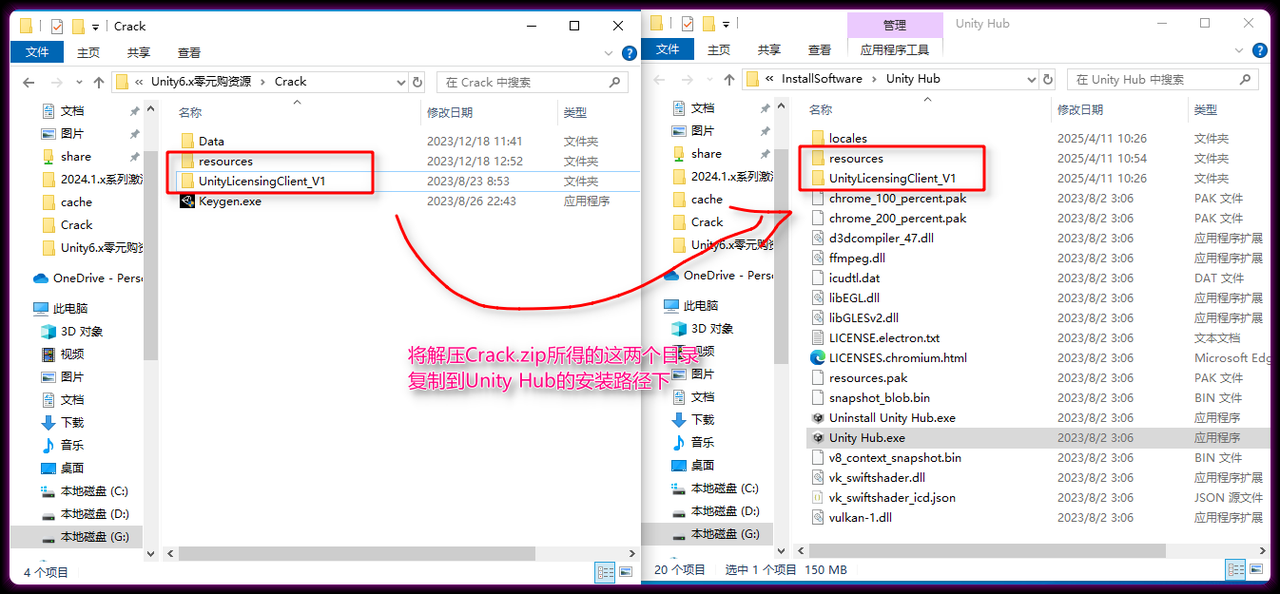 Crack
文件 主页 共享 查看
Unity6.x零元购资源 Crack
在 Crack 中搜索
文档
图片
share
2024.1.x系列激活
cache
Crack
Unity6.x零元购资
OneDrive - Perso
此电脑
3D 对象
视频
图片
文档
下载
音乐
桌面
本地磁盘 (C:)
本地磁盘 (D:)
本地磁盘 (G:)
名称 修改日期 类型
Data 2023/12/18 11:41 文件夹
resources 2023/12/18 12:52 文件夹
UnityLicensingClient_V1 2023/8/23 8:53 文件夹
Keygen.exe 2023/8/26 22:43 应用程序
4 个项目
将解压Crack.zip所得的这两个目录
复制到Unity Hub的安装路径下
管理 Unity Hub
文件 主页 共享 查看 应用程序工具
InstallSoftware Unity Hub
在 Unity Hub 中搜索
文档
图片
share
2024.1.x系列激活
cache
Crack
Unity6.x零元购资
OneDrive - Perso
此电脑
3D 对象
视频
图片
文档
下载
音乐
桌面
本地磁盘 (C:)
本地磁盘 (D:)
本地磁盘 (G:)
名称 修改日期 类型
locales 2025/4/11 10:26 文件夹
resources 2025/4/11 10:54 文件夹
UnityLicensingClient_V1 2025/4/11 10:26 文件夹
chrome_100_percent.pak 2023/8/2 3:06 PAK 文件
chrome_200_percent.pak 2023/8/2 3:06 PAK 文件
d3dcompiler_47.dll 2023/8/2 3:06 应用程序扩展
ffmpeg.dll 2023/8/2 3:06 应用程序扩展
icudtl.dat 2023/8/2 3:06 DAT 文件
libEGL.dll 2023/8/2 3:06 应用程序扩展
libGLESv2.dll 2023/8/2 3:06 应用程序扩展
LICENSE.electron.txt 2023/8/2 3:06 文本文档
LICENSES.chromium.html 2023/8/2 3:06 Microsoft Edg
resources.pak 2023/8/2 3:06 PAK 文件
snapshot_blob.bin 2023/8/2 3:06 BIN 文件
Uninstall Unity Hub.exe 2023/8/2 3:06 应用程序
Unity Hub.exe 2023/8/2 3:06 应用程序
v8_context_snapshot.bin 2023/8/2 3:06 BIN 文件
vk_swiftshader.dll 2023/8/2 3:06 应用程序扩展
vk_swiftshader_icd.json 2023/8/2 3:06 JSON 源文件
vulkan-1.dll 2023/8/2 3:06 应用程序扩展
20 个项目 选中 1 个项目 150 MB